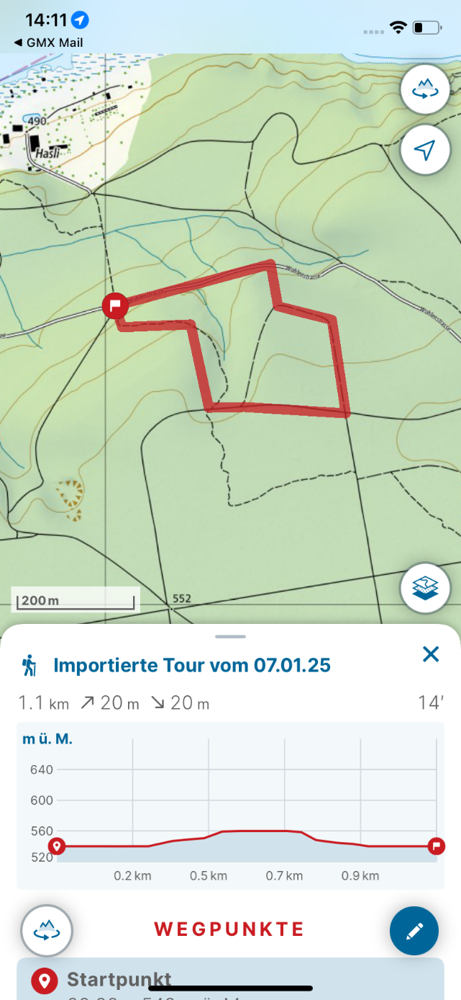 14:11
◀ GMX Mail
490
Hasli
Wohlenstrasse
Wohlenstrasse
Wohlenstrasse
200 m
552
Importierte Tour vom 07.01.25
1.1 km ↗ 20 m ↘ 20 m 14'
m ü. M.
640
600
560
520
0.2 km 0.5 km 0.7 km 0.9 km
WEGPUNKTE
Startpunkt